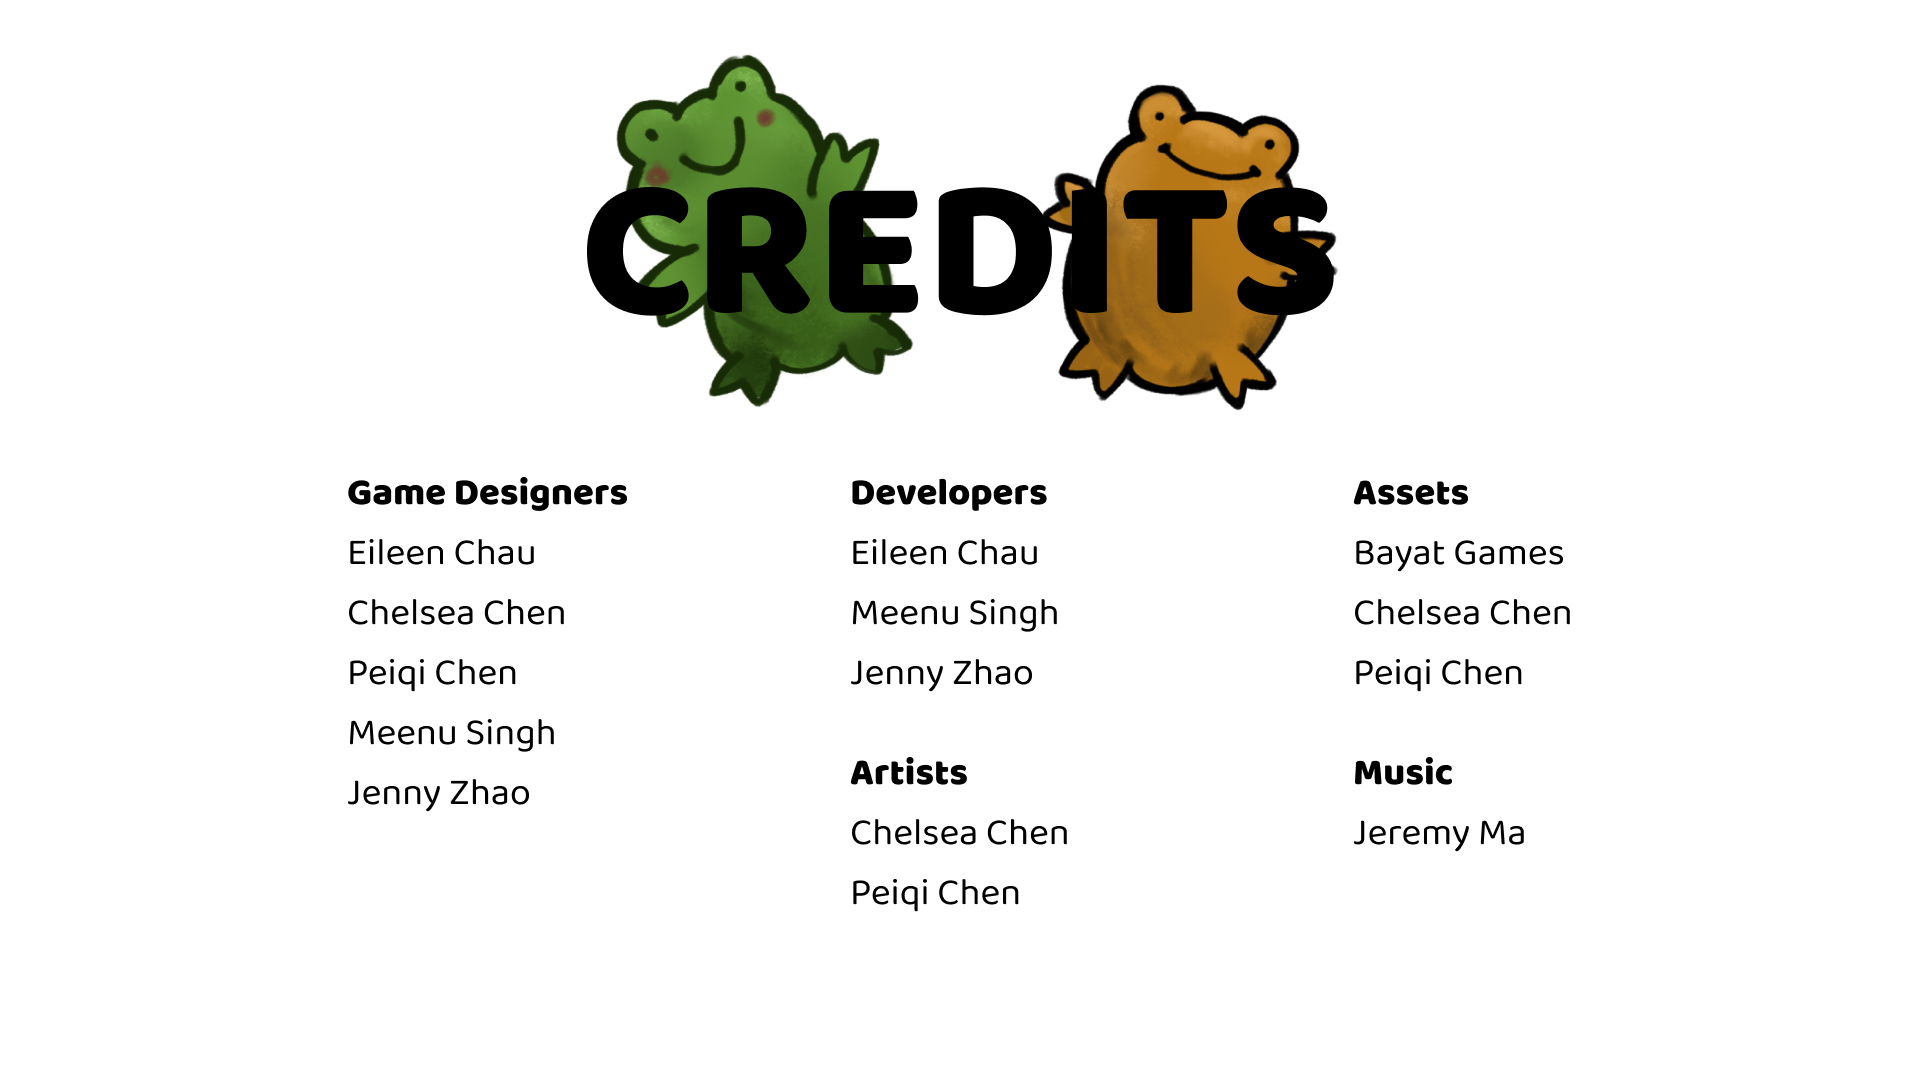 CREDITS
Game Designers
Eileen Chau
Chelsea Chen
Peiqi Chen
Meenu Singh
Jenny Zhao
Developers
Eileen Chau
Meenu Singh
Jenny Zhao
Artists
Chelsea Chen
Peiqi Chen
Assets
Bayat Games
Chelsea Chen
Peiqi Chen
Music
Jeremy Ma